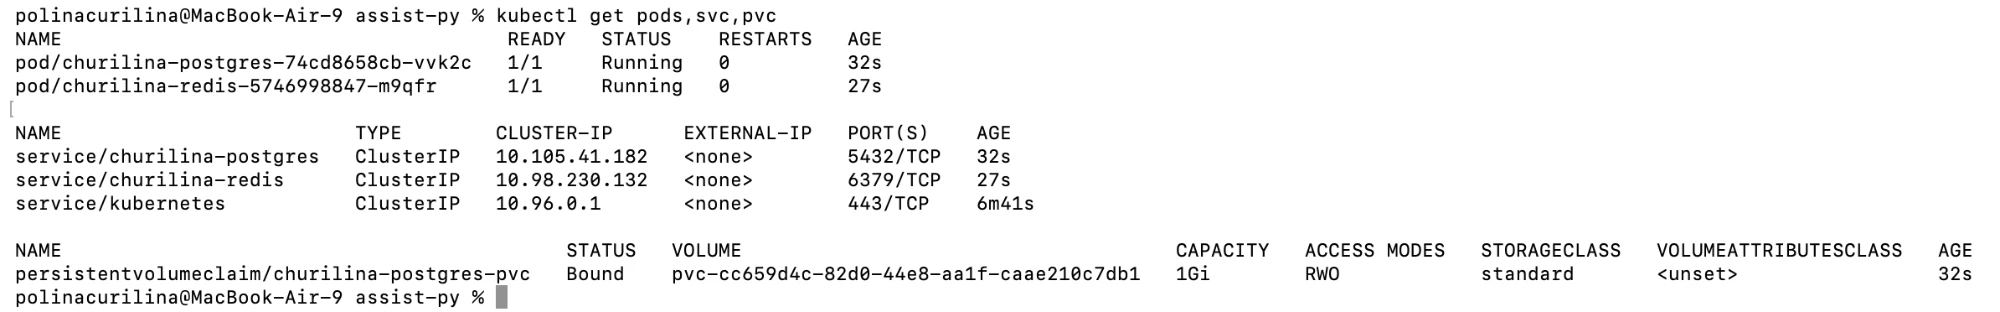 polinacurilina@MacBook-Air-9 assist-py % kubectl get pods,svc,pvc
NAME                                      READY   STATUS    RESTARTS   AGE
pod/churilina-postgres-74cd8658cb-vvk2c   1/1     Running   0          32s
pod/churilina-redis-5746998847-m9qfr      1/1     Running   0          27s
[
NAME                         TYPE        CLUSTER-IP      EXTERNAL-IP   PORT(S)    AGE
service/churilina-postgres   ClusterIP   10.105.41.182   <none>        5432/TCP   32s
service/churilina-redis      ClusterIP   10.98.230.132   <none>        6379/TCP   27s
service/kubernetes           ClusterIP   10.96.0.1       <none>        443/TCP    6m41s
NAME                                           STATUS   VOLUME                                     CAPACITY   ACCESS MODES   STORAGECLASS   VOLUMEATTRIBUTESCLASS   AGE
persistentvolumeclaim/churilina-postgres-pvc   Bound    pvc-cc659d4c-82d0-44e8-aa1f-caae210c7db1   1Gi        RWO            standard       <unset>                 32s
polinacurilina@MacBook-Air-9 assist-py %